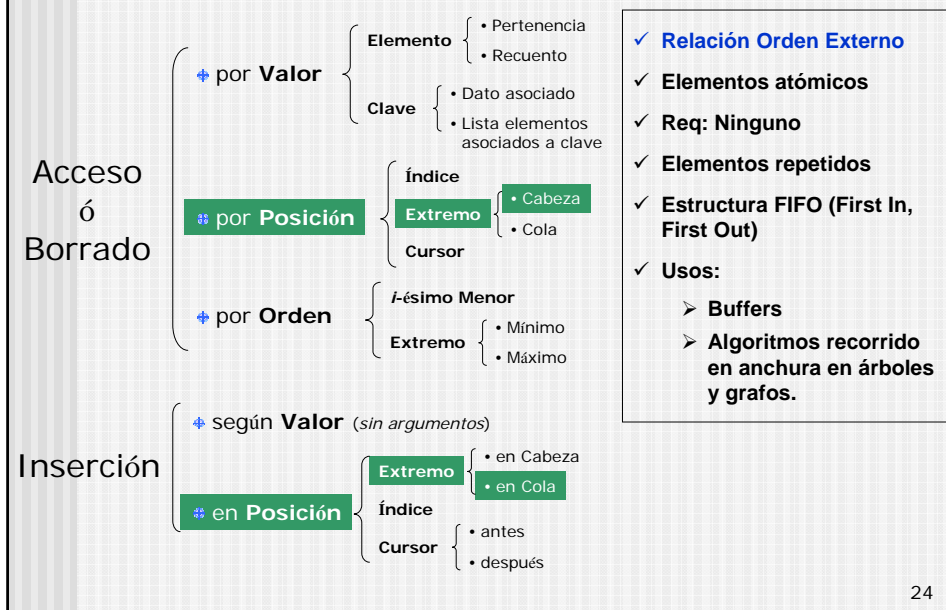 Acceso
ó
Borrado
por Valor
Elemento
• Pertenencia
• Recuento
Clave
• Dato asociado
• Lista elementos
asociados a clave
por Posición
Índice
Extremo
• Cabeza
• Cola
Cursor
por Orden
i-ésimo Menor
Extremo
• Mínimo
• Máximo
Inserción
según Valor (sin argumentos)
en Posición
Extremo
• en Cabeza
• en Cola
Índice
Cursor
• antes
• después
✓ Relación Orden Externo
✓ Elementos atómicos
✓ Req: Ninguno
✓ Elementos repetidos
✓ Estructura FIFO (First In,
First Out)
✓ Usos:
➢ Buffers
➢ Algoritmos recorrido
en anchura en árboles
y grafos.
24